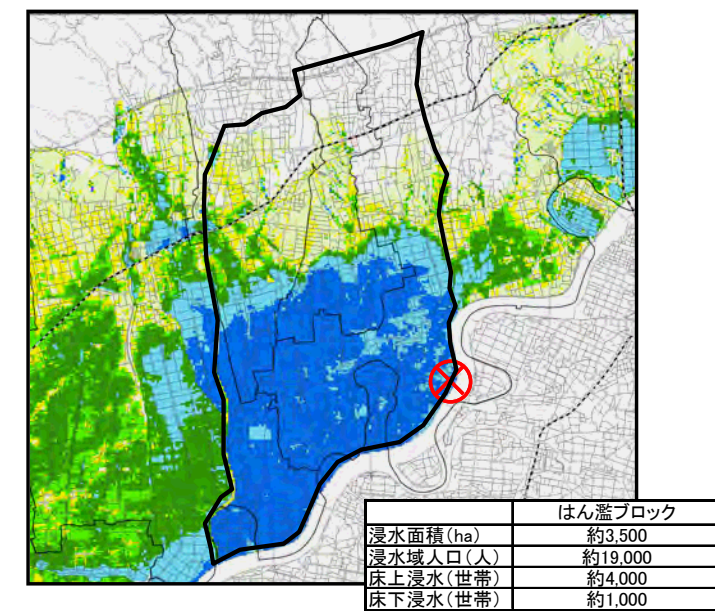 はん濫ブロック
浸水面積(ha) 約3,500
浸水域人口(人) 約19,000
床上浸水(世帯) 約4,000
床下浸水(世帯) 約1,000